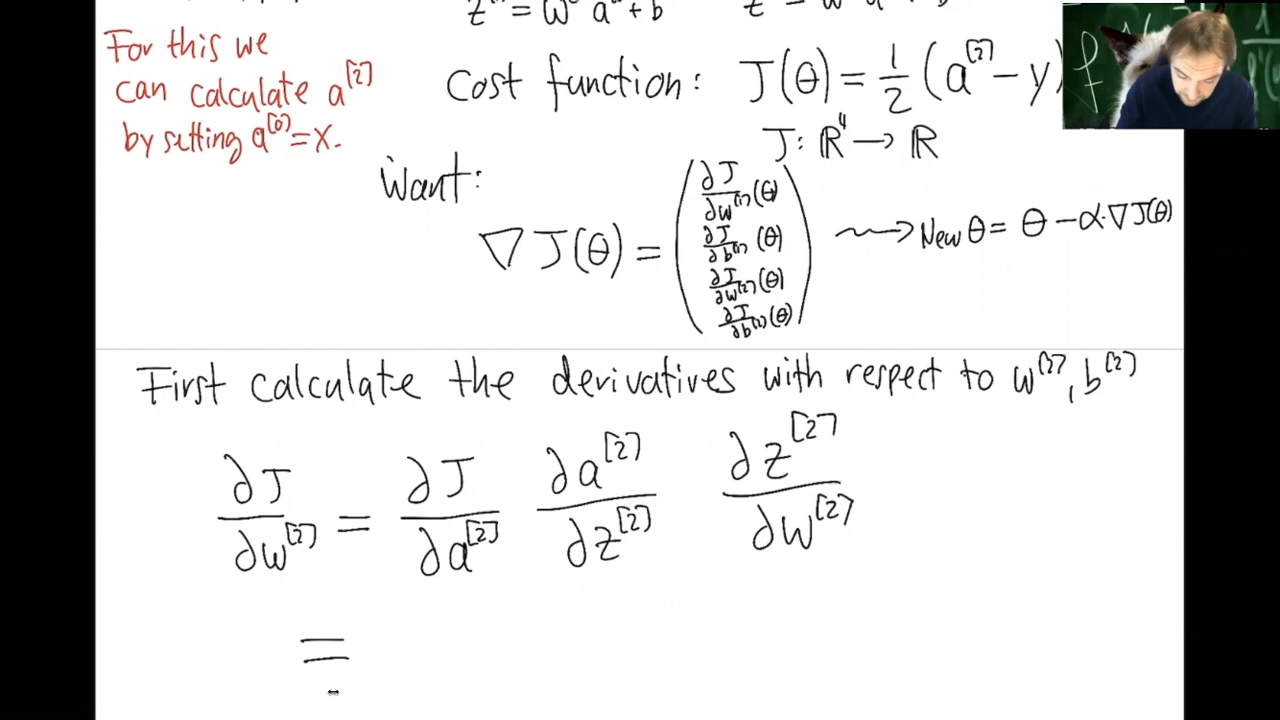 For this we
can calculate a^[2]
by setting a^[0] = x.
Cost function: J(θ) = 1/2 (a^[2] − y)
J: ℝ^4 → ℝ
Want:
∇J(θ) = ( ∂J/∂w^[1] (θ)
∂J/∂b^[1] (θ)
∂J/∂w^[2] (θ)
∂J/∂b^[2] (θ) ) ⇝ New θ = θ − α·∇J(θ)
First calculate the derivatives with respect to w^[2], b^[2]
∂J/∂w^[2] = ∂J/∂a^[2] ∂a^[2]/∂z^[2] ∂z^[2]/∂w^[2]
=